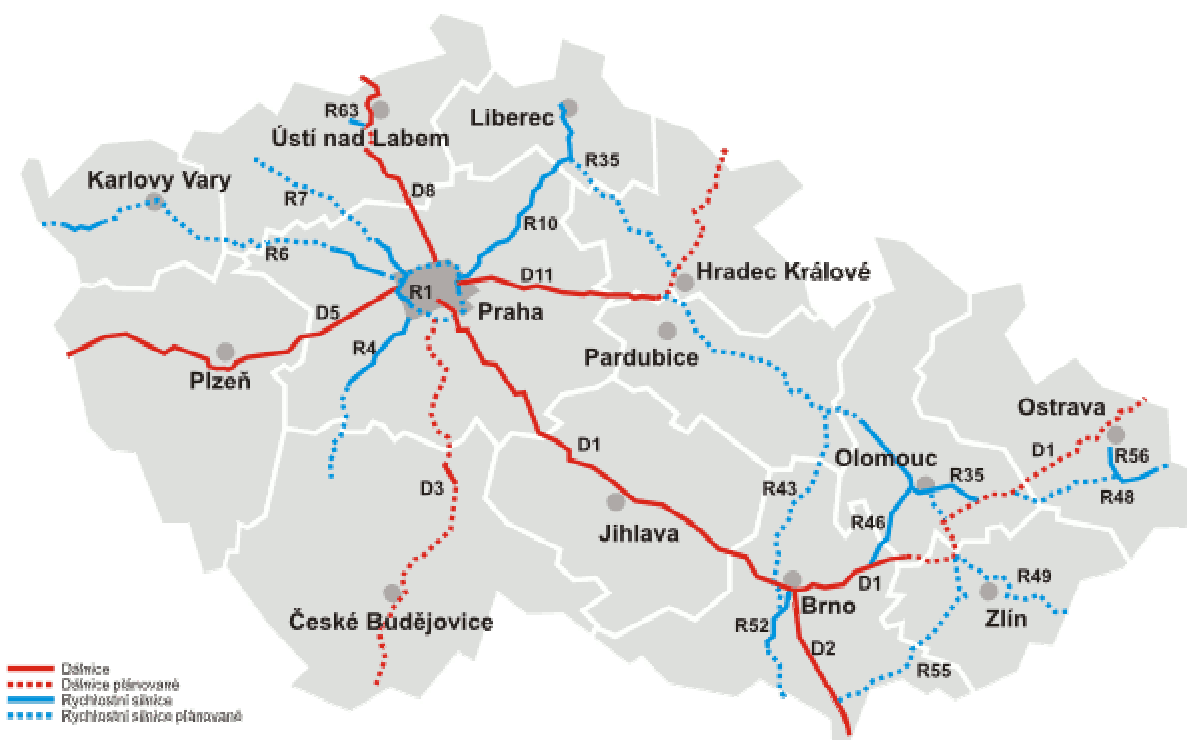 R63
Liberec
Ústí nad Labem
R35
Karlovy Vary
D8
R7
R10
R6
Hradec Králové
D11
R1
D5
Praha
R4
Pardubice
Plzeň
Ostrava
D1
D1
Olomouc
R56
R35
D3
R43
R48
R46
Jihlava
D1
R49
Brno
Zlín
České Budějovice
R52
D2
R55
Dálnice
Dálnice plánované
Rychlostní silnice
Rychlostní silnice plánované